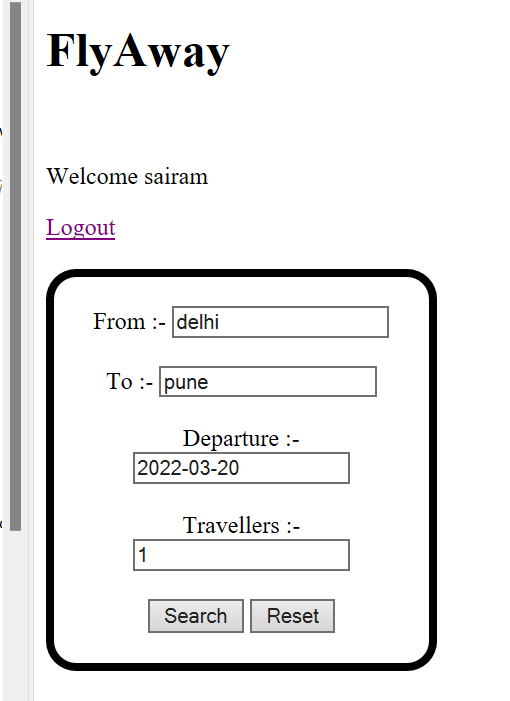 FlyAway
Welcome sairam
Logout
From :- delhi
To :- pune
Departure :-
2022-03-20
Travellers :-
1
Search Reset